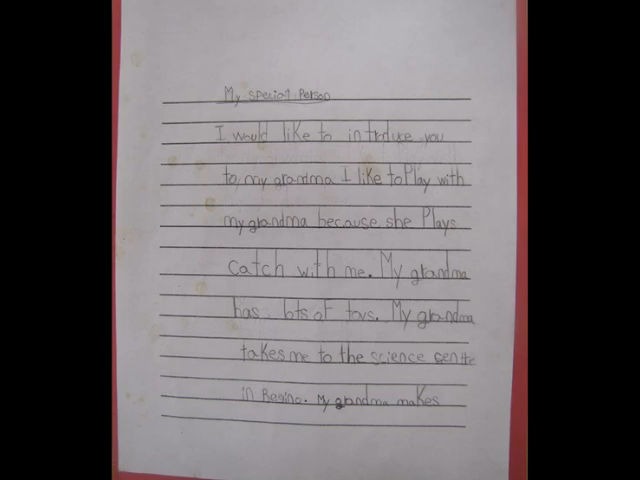 My special Person
I would like to introduce you
to my grandma I like to Play with
my grandma because she Plays
catch with me. My grandma
has lots of toys. My grandma
takes me to the science centre
in Regina. My grandma makes